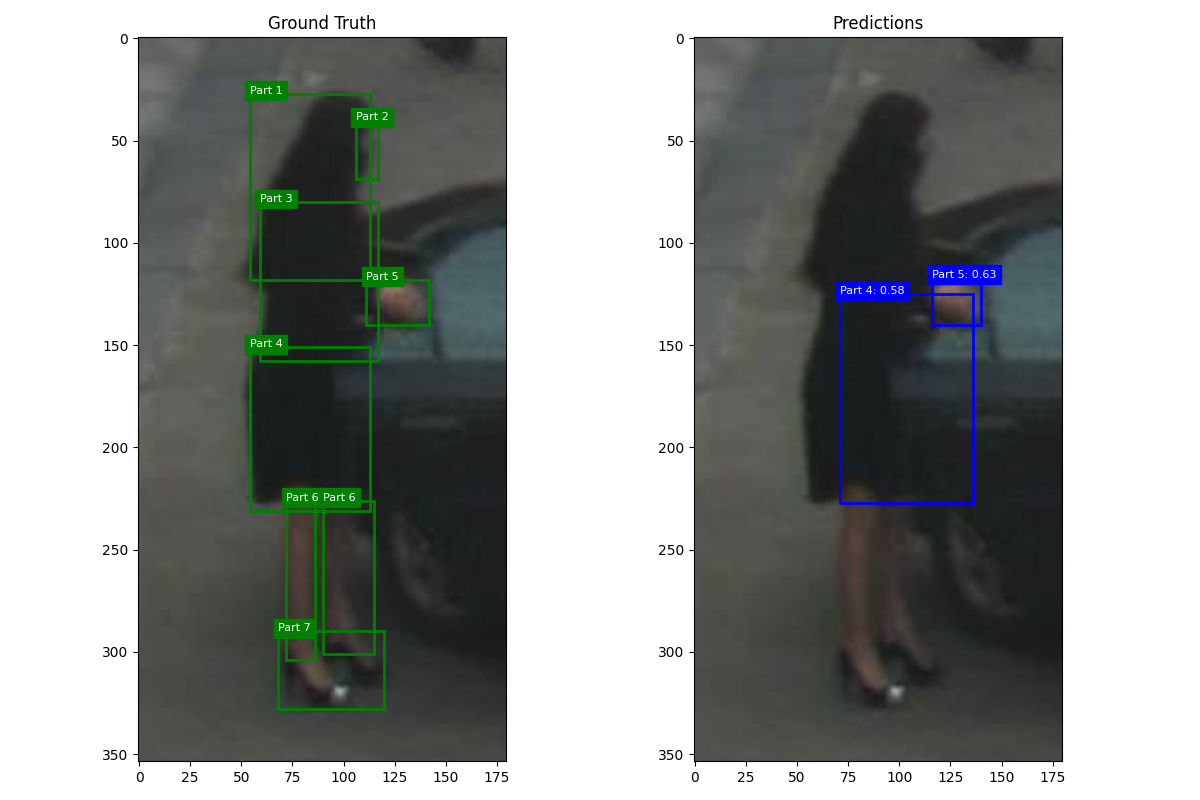 Ground Truth
Predictions
0
50
100
150
200
250
300
350
0 25 50 75 100 125 150 175
Part 1
Part 2
Part 3
Part 5
Part 4
Part 6 Part 6
Part 7
0
50
100
150
200
250
300
350
0 25 50 75 100 125 150 175
Part 5: 0.63
Part 4: 0.58